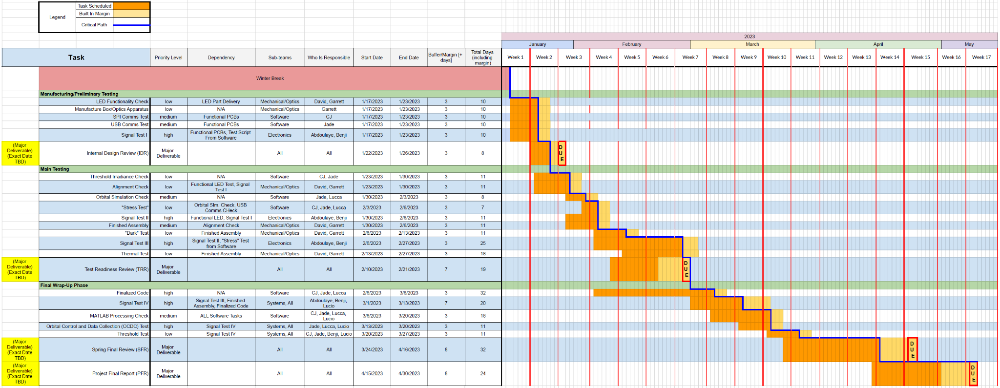 Legend
Task Scheduled
Built In Margin
Critical Path
2023
January February March April May
Task Priority Level Dependency Sub-teams Who Is Responsible Start Date End Date Buffer/Margin [+ days] Total Days (including margin) Week 1 Week 2 Week 3 Week 4 Week 5 Week 6 Week 7 Week 8 Week 9 Week 10 Week 11 Week 12 Week 13 Week 14 Week 15 Week 16 Week 17
Winter Break
Manufacturing/Preliminary Testing
LED Functionality Check low LED Part Delivery Mechanical/Optics David, Garrett 1/17/2023 1/23/2023 3 10
Manufacture Box/Optics Apparatus low N/A Mechanical/Optics Garrett 1/17/2023 1/23/2023 3 10
SPI Comms Test medium Functional PCBs Software CJ 1/17/2023 1/23/2023 3 10
USB Comms Test medium Functional PCBs Software Jade 1/17/2023 1/23/2023 3 10
Signal Test I high Functional PCBs, Test Script From Software Electronics Abdoulaye, Benji 1/17/2023 1/23/2023 3 10
(Major Deliverable) (Exact Date TBD) Internal Design Review (IDR) Major Deliverable All All 1/22/2023 1/26/2023 3 8 DUE
Main Testing
Threshold Irradiance Check low N/A Software CJ, Jade 1/23/2023 1/30/2023 3 11
Alignment Check low Functional LED Test, Signal Test I Mechanical/Optics David, Garrett 1/23/2023 1/30/2023 3 11
Orbital Simulation Check medium N/A Software Jade, Lucca 1/30/2023 2/3/2023 3 8
"Stress Test" low Orbital SIm. Check, USB Comms CHeck Software CJ, Jade, Lucca 2/3/2023 2/6/2023 3 7
Signal Test II high Functional LED, Signal Test I Electronics Abdoulaye, Benji 1/30/2023 2/6/2023 3 11
Finished Assembly medium Alignment Check Mechanical/Optics David, Garrett 1/30/2023 2/6/2023 3 11
"Dark" Test low Finished Assembly Mechanical/Optics David, Garrett 2/6/2023 2/13/2023 3 11
Signal Test III high Signal Test II, "Stress" Test from Software Electronics Abdoulaye, Benji 2/6/2023 2/27/2023 3 25
Thermal Test low Finished Assembly Mechanical/Optics David, Garrett 2/13/2023 2/27/2023 3 18
(Major Deliverable) (Exact Date TBD) Test Readiness Review (TRR) Major Deliverable All All 2/10/2023 2/21/2023 7 19 DUE
Final Wrap-Up Phase
Finalized Code high N/A Software CJ, Jade, Lucca 2/6/2023 3/6/2023 3 32
Signal Test IV high Signal Test III, Finished Assembly, Finalized Code Systems, All Abdoulaye, Benji, Lucio 3/1/2023 3/13/2023 7 20
MATLAB Processing Check medium ALL Software Tasks Software CJ, Jade, Lucca, Lucio 3/6/2023 3/20/2023 3 18
Orbital Control and Data Collection (OCDC) Test high Signal Test IV Systems, All Jade, Lucca, Lucio 3/13/2023 3/20/2023 3 11
Threshold Test low Signal Test IV Systems, All CJ, Jade, Benji, Lucio 3/20/2023 3/27/2023 3 11
(Major Deliverable) (Exact Date TBD) Spring Final Review (SFR) Major Deliverable All All 3/24/2023 4/16/2023 8 32 DUE
(Major Deliverable) (Exact Date TBD) Project Final Report (PFR) Major Deliverable All All 4/15/2023 4/30/2023 8 24 DUE